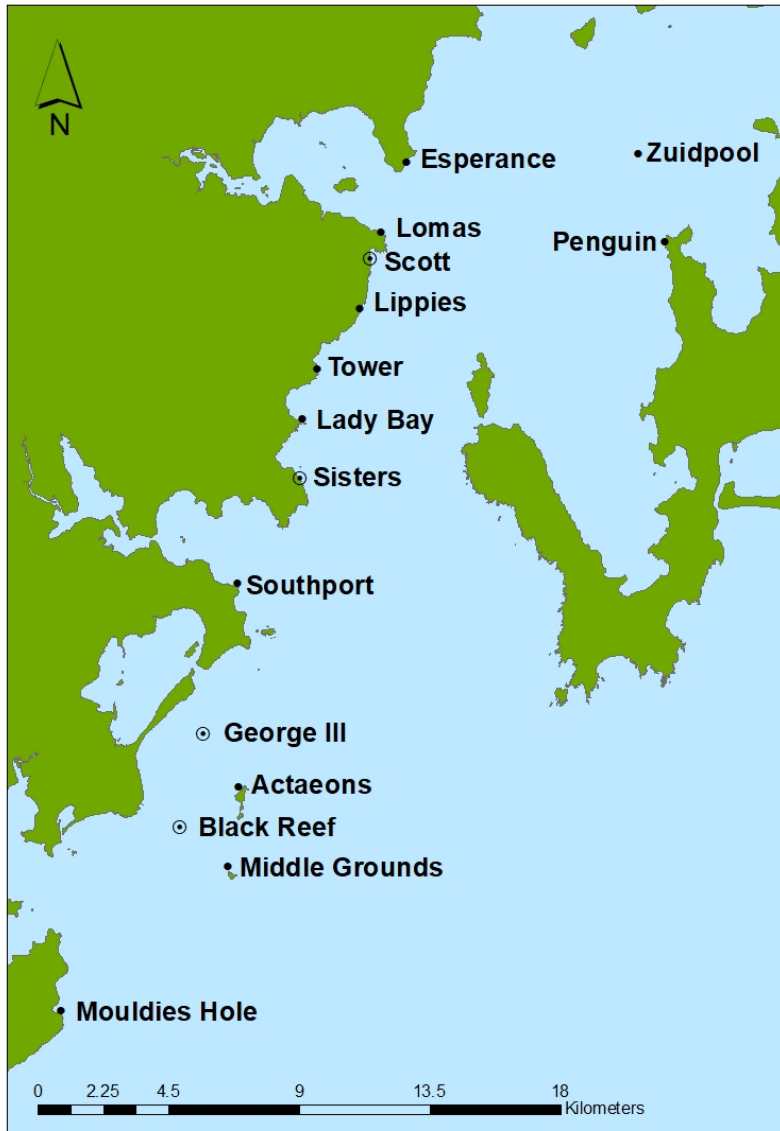 N
Esperance
Zuidpool
Lomas
Penguin
Scott
Lippies
Tower
Lady Bay
Sisters
Southport
George III
Actaeons
Black Reef
Middle Grounds
Mouldies Hole
0 2.25 4.5 9 13.5 18
Kilometers